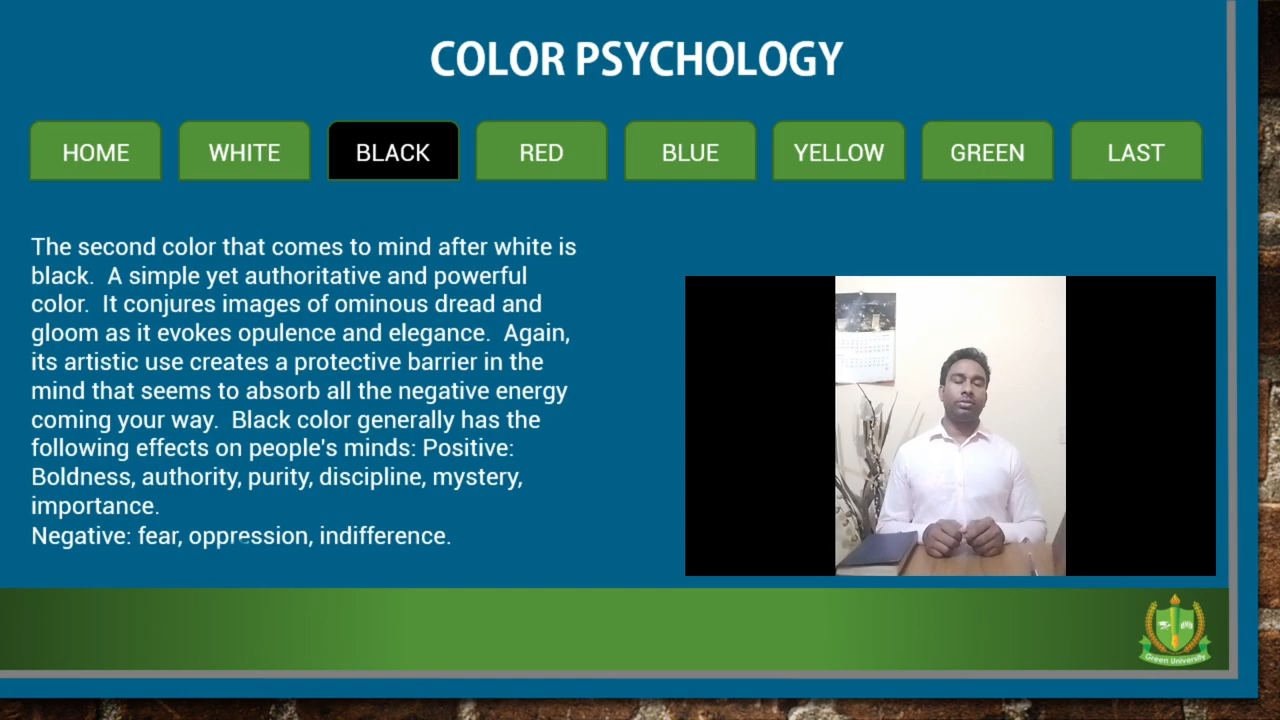 COLOR PSYCHOLOGY
HOME
WHITE
BLACK
RED
BLUE
YELLOW
GREEN
LAST
The second color that comes to mind after white is
black.  A simple yet authoritative and powerful
color.  It conjures images of ominous dread and
gloom as it evokes opulence and elegance.  Again,
its artistic use creates a protective barrier in the
mind that seems to absorb all the negative energy
coming your way.  Black color generally has the
following effects on people's minds: Positive:
Boldness, authority, purity, discipline, mystery,
importance.
Negative: fear, oppression, indifference.
Green University